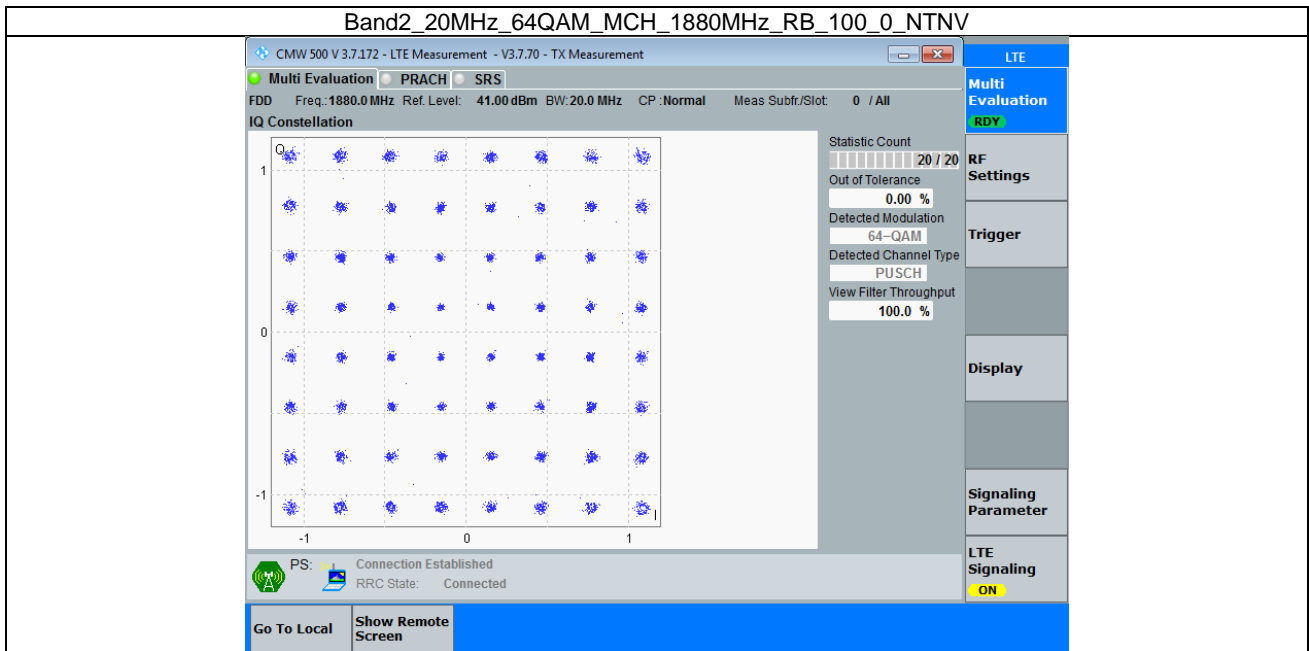 Band2_20MHz_64QAM_MCH_1880MHz_RB_100_0_NTNV
CMW 500 V 3.7.172 - LTE Measurement - V3.7.70 - TX Measurement
LTE
Multi Evaluation PRACH SRS
Multi
Evaluation
RDY
FDD Freq.: 1880.0 MHz Ref. Level: 41.00 dBm BW: 20.0 MHz CP : Normal Meas Subfr./Slot: 0 / All
IQ Constellation
Q
1
0
-1
I
-1 0 1
Statistic Count
20 / 20
Out of Tolerance
0.00 %
Detected Modulation
64-QAM
Detected Channel Type
PUSCH
View Filter Throughput
100.0 %
RF
Settings
Trigger
Display
Signaling
Parameter
LTE
Signaling
ON
PS: Connection Established
RRC State: Connected
Go To Local
Show Remote
Screen